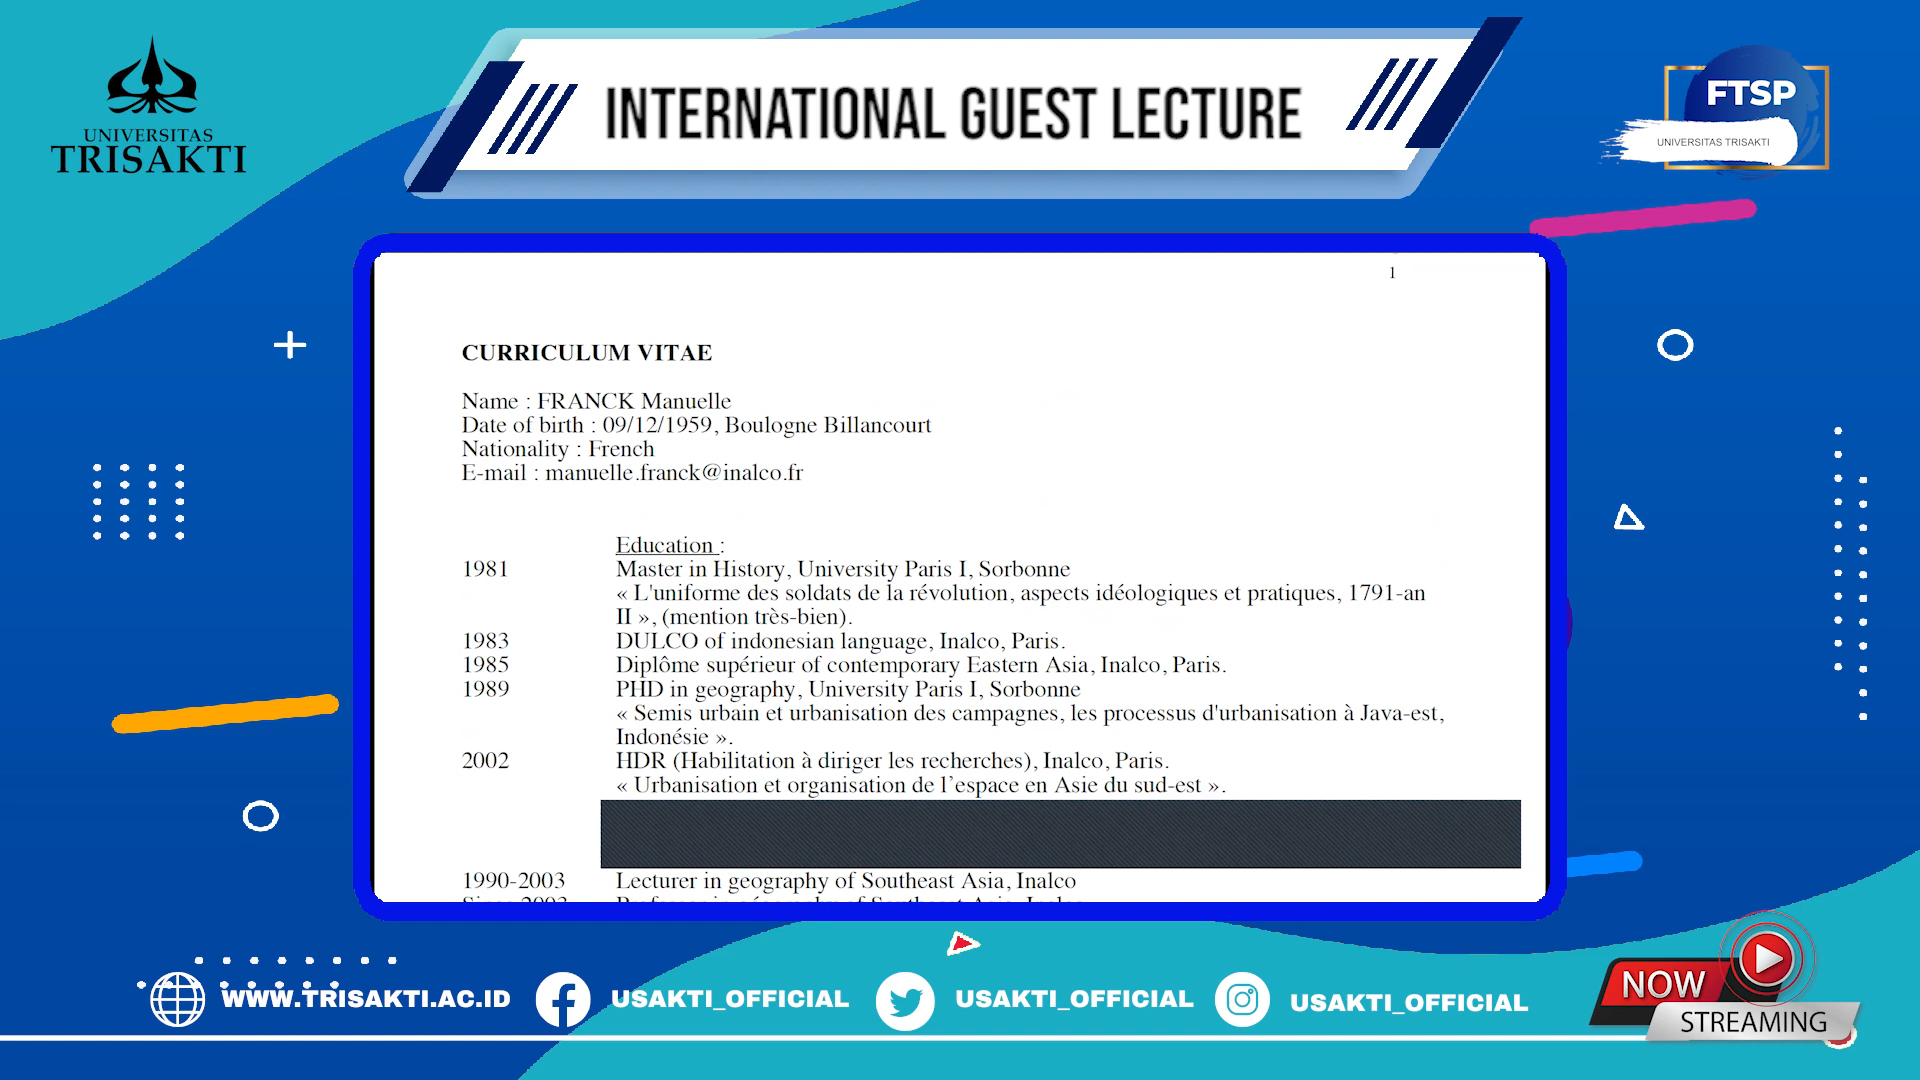 UNIVERSITAS
TRISAKTI
INTERNATIONAL GUEST LECTURE
FTSP
UNIVERSITAS TRISAKTI
1
CURRICULUM VITAE
Name : FRANCK Manuelle
Date of birth : 09/12/1959, Boulogne Billancourt
Nationality : French
E-mail : manuelle.franck@inalco.fr
Education :
1981 Master in History, University Paris I, Sorbonne
« L'uniforme des soldats de la révolution, aspects idéologiques et pratiques, 1791-an
II », (mention très-bien).
1983 DULCO of indonesian language, Inalco, Paris.
1985 Diplôme supérieur of contemporary Eastern Asia, Inalco, Paris.
1989 PHD in geography, University Paris I, Sorbonne
« Semis urbain et urbanisation des campagnes, les processus d'urbanisation à Java-est,
Indonésie ».
2002 HDR (Habilitation à diriger les recherches), Inalco, Paris.
« Urbanisation et organisation de l’espace en Asie du sud-est ».
1990-2003 Lecturer in geography of Southeast Asia, Inalco
WWW.TRISAKTI.AC.ID USAKTI_OFFICIAL USAKTI_OFFICIAL USAKTI_OFFICIAL
NOW
STREAMING